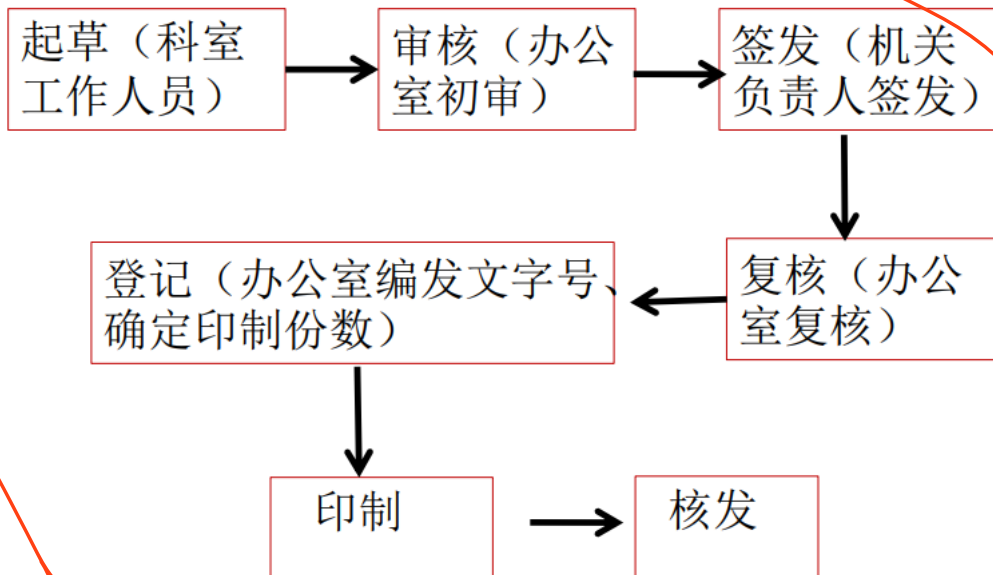 起草（科室
工作人员）
审核（办公
室初审）
签发（机关
负责人签发）
复核（办公
室复核）
登记（办公室编发文字号、
确定印制份数）
印制
核发